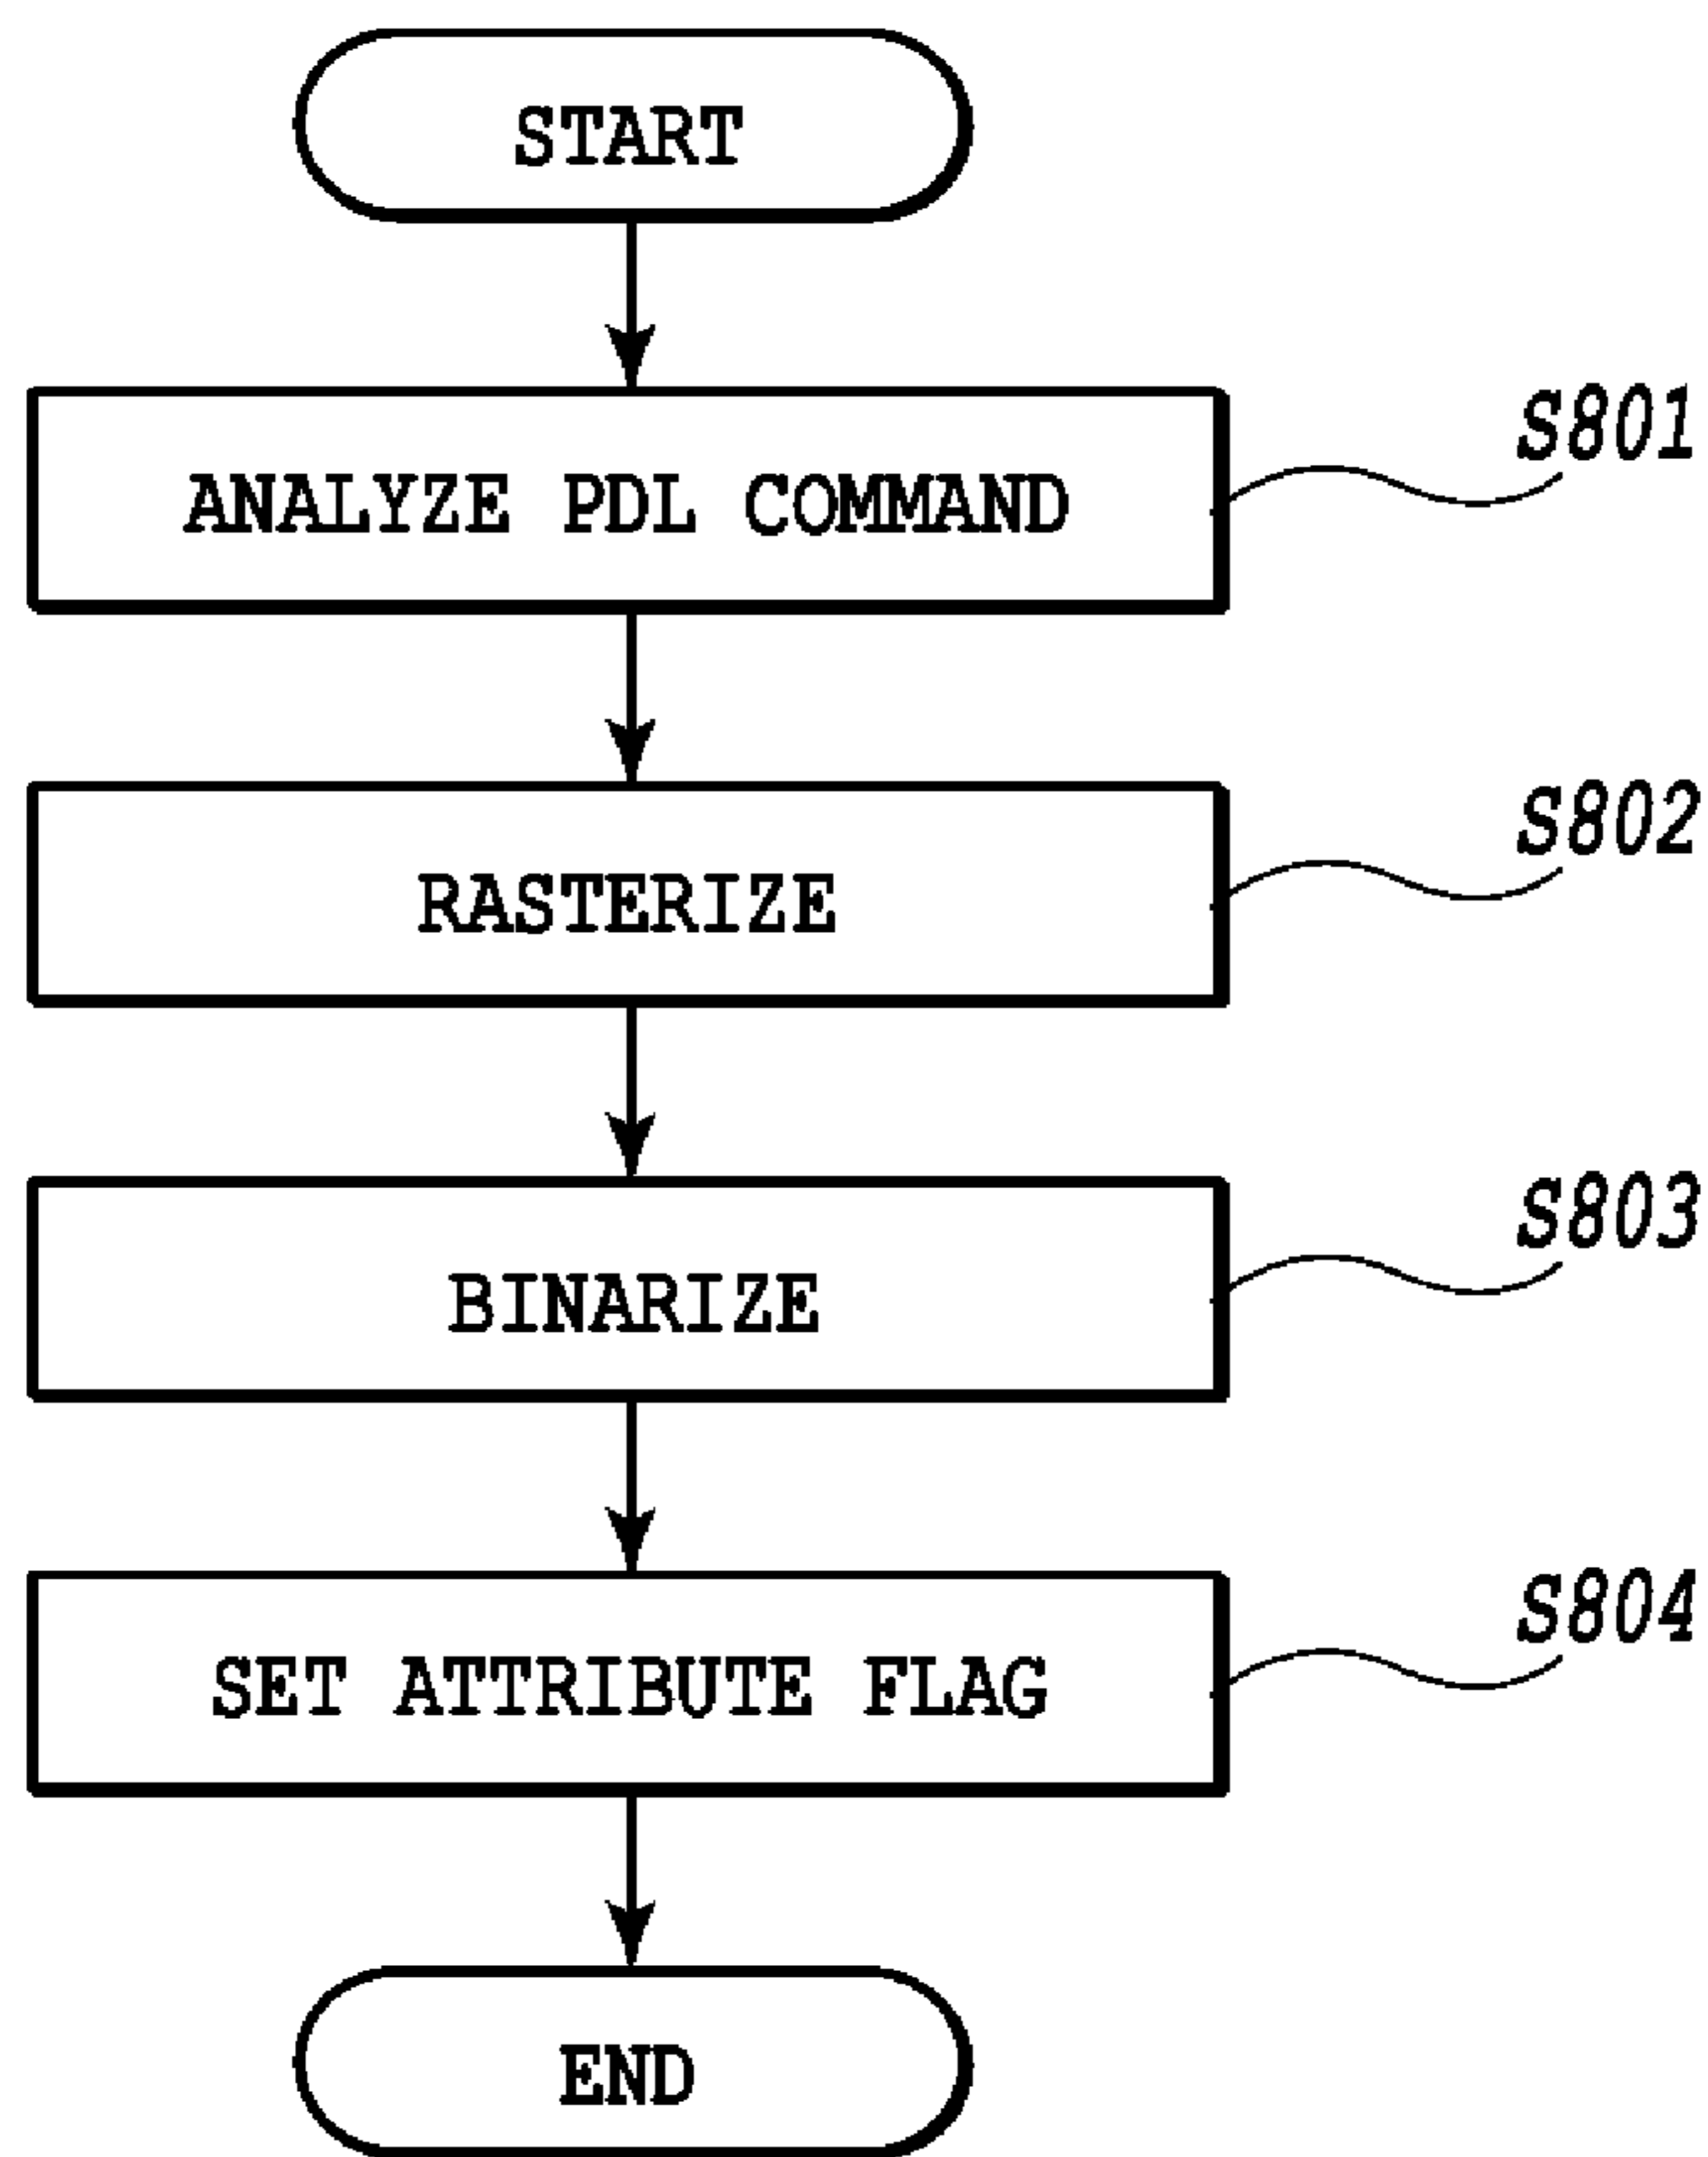 START
ANALYZE PDL COMMAND
S801
RASTERIZE
S802
BINARIZE
S803
SET ATTRIBUTE FLAG
S804
END